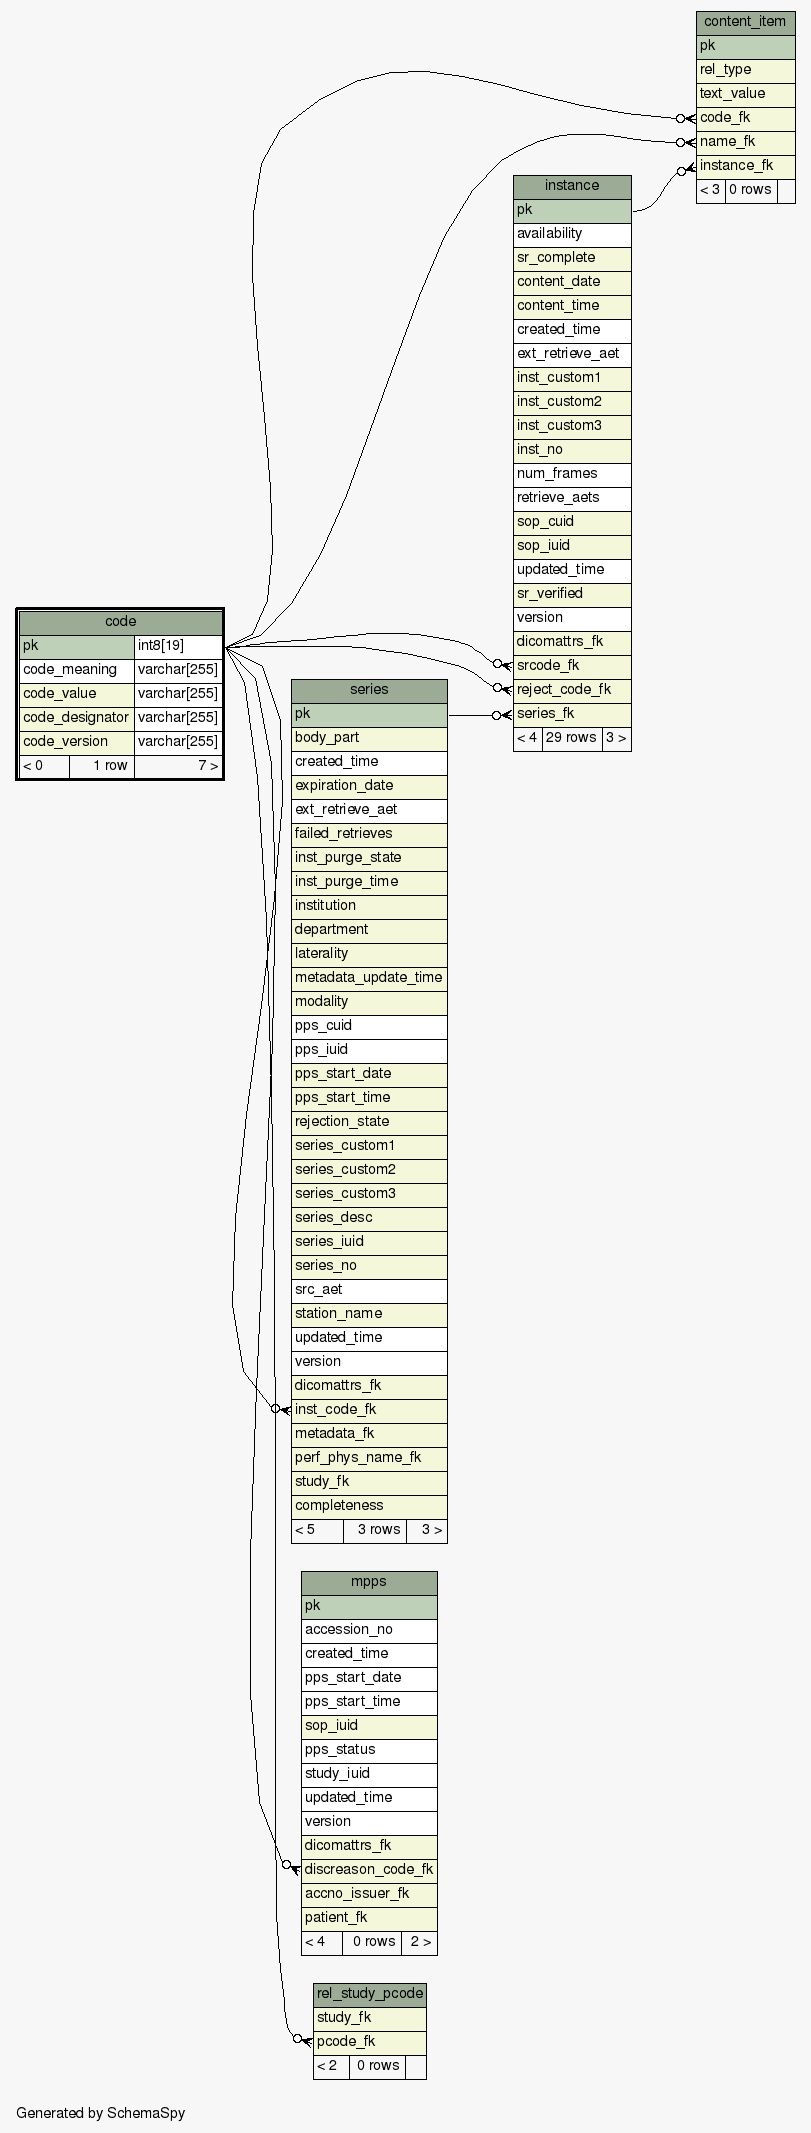 content_item
pk
rel_type
text_value
code_fk
name_fk
instance_fk
< 3 0 rows
instance
pk
availability
sr_complete
content_date
content_time
created_time
ext_retrieve_aet
inst_custom1
inst_custom2
inst_custom3
inst_no
num_frames
retrieve_aets
sop_cuid
sop_iuid
updated_time
sr_verified
version
dicomattrs_fk
srcode_fk
reject_code_fk
series_fk
< 4 29 rows 3 >
code
pk int8[19]
code_meaning varchar[255]
code_value varchar[255]
code_designator varchar[255]
code_version varchar[255]
< 0 1 row 7 >
series
pk
body_part
created_time
expiration_date
ext_retrieve_aet
failed_retrieves
inst_purge_state
inst_purge_time
institution
department
laterality
metadata_update_time
modality
pps_cuid
pps_iuid
pps_start_date
pps_start_time
rejection_state
series_custom1
series_custom2
series_custom3
series_desc
series_iuid
series_no
src_aet
station_name
updated_time
version
dicomattrs_fk
inst_code_fk
metadata_fk
perf_phys_name_fk
study_fk
completeness
< 5 3 rows 3 >
mpps
pk
accession_no
created_time
pps_start_date
pps_start_time
sop_iuid
pps_status
study_iuid
updated_time
version
dicomattrs_fk
discreason_code_fk
accno_issuer_fk
patient_fk
< 4 0 rows 2 >
rel_study_pcode
study_fk
pcode_fk
< 2 0 rows
Generated by SchemaSpy